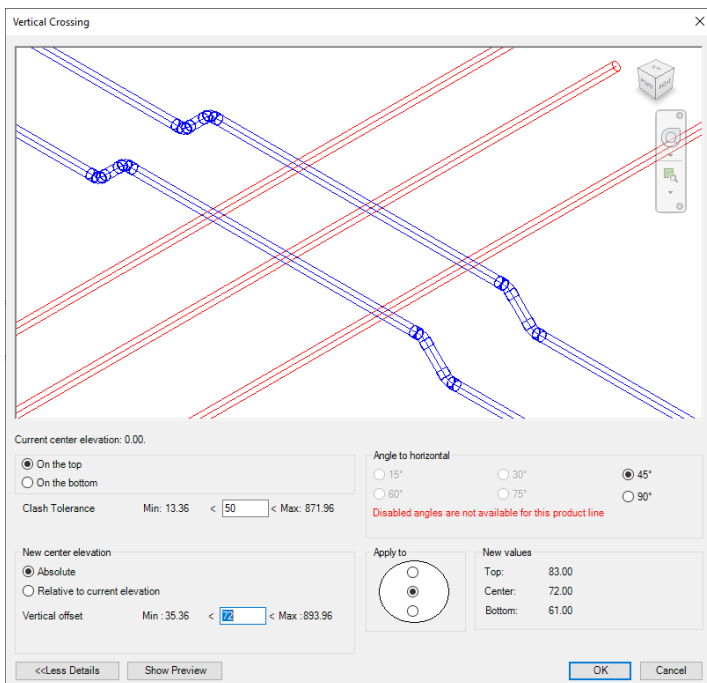 Vertical Crossing
Current center elevation: 0.00.
On the top
On the bottom
Clash Tolerance Min: 13.36 < 50 < Max: 871.96
Angle to horizontal
15° 30° 45°
60° 75° 90°
Disabled angles are not available for this product line
New center elevation
Absolute
Relative to current elevation
Vertical offset Min : 35.36 < 72 < Max :893.96
Apply to
New values
Top: 83.00
Center: 72.00
Bottom: 61.00
<<Less Details Show Preview OK Cancel